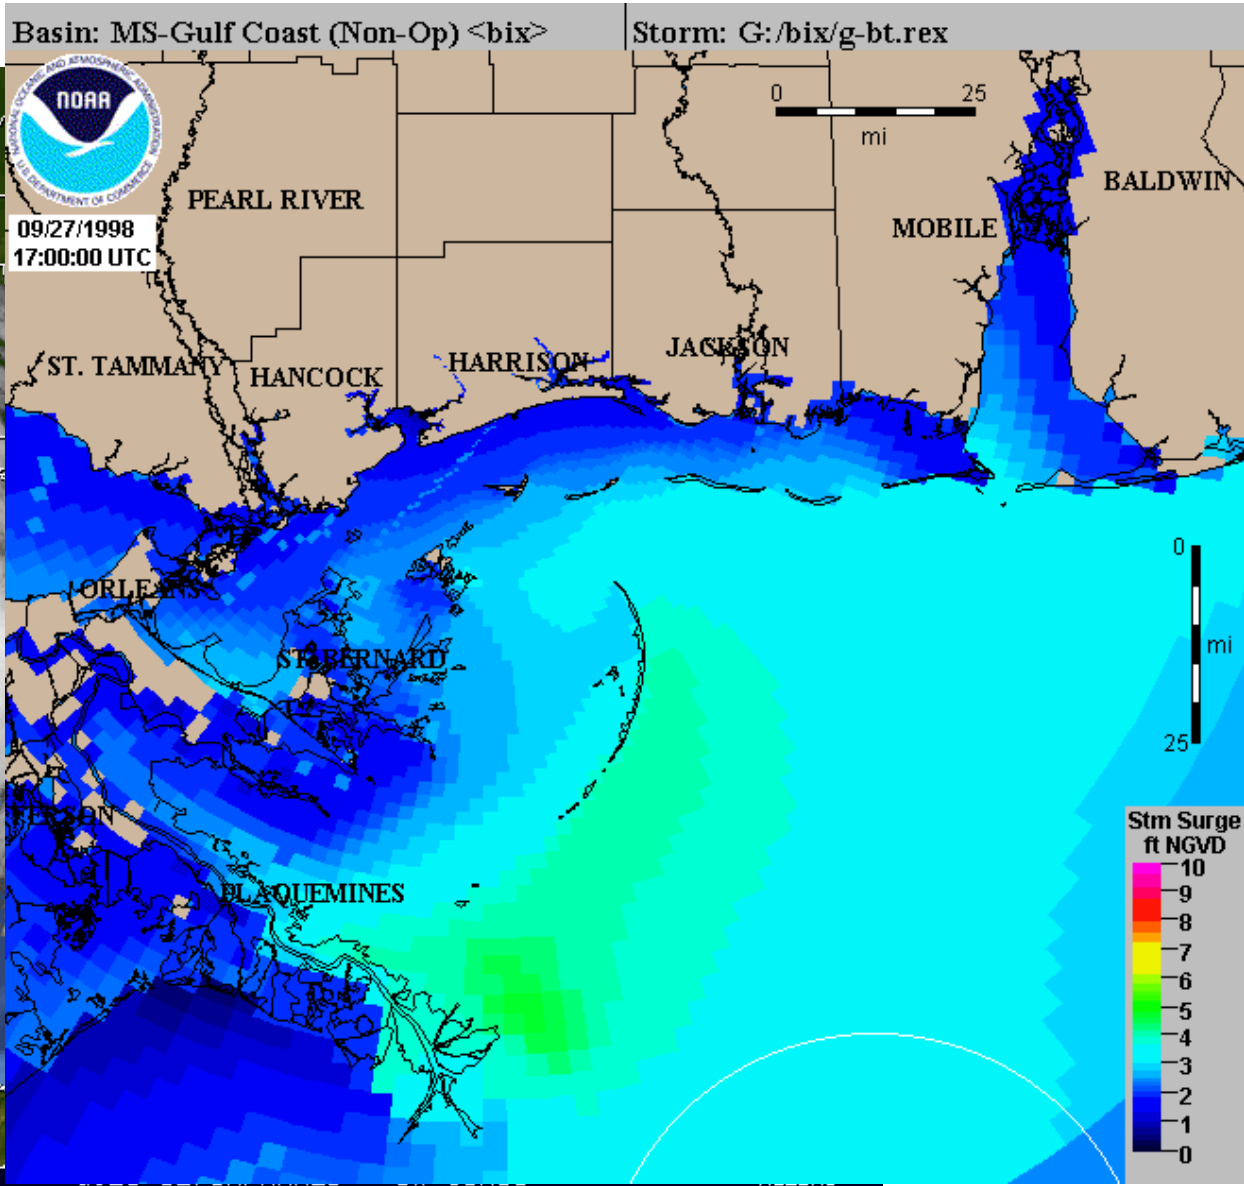 Basin: MS-Gulf Coast (Non-Op) <bix>
Storm: G:/bix/g-bt.rex
NATIONAL OCEANIC AND ATMOSPHERIC ADMINISTRATION
NOAA
U.S. DEPARTMENT OF COMMERCE
09/27/1998
17:00:00 UTC
0 25
mi
PEARL RIVER
BALDWIN
MOBILE
ST. TAMMANY
HANCOCK
HARRISON
JACKSON
ORLEANS
ST. BERNARD
0
mi
25
FERSON
PLAQUEMINES
Stm Surge
ft NGVD
10
9
8
7
6
5
4
3
2
1
0